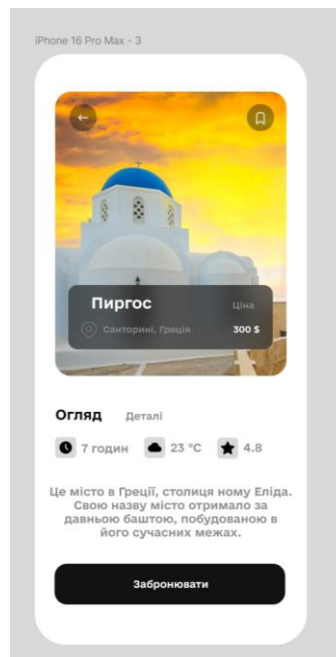 iPhone 16 Pro Max - 3
Пиргос
Ціна
Санторині, Греція
300 $
Огляд
Деталі
7 годин
23 °C
4.8
Це місто в Греції, столиця ному Еліда.
Свою назву місто отримало за
давньою баштою, побудованою в
його сучасних межах.
Забронювати